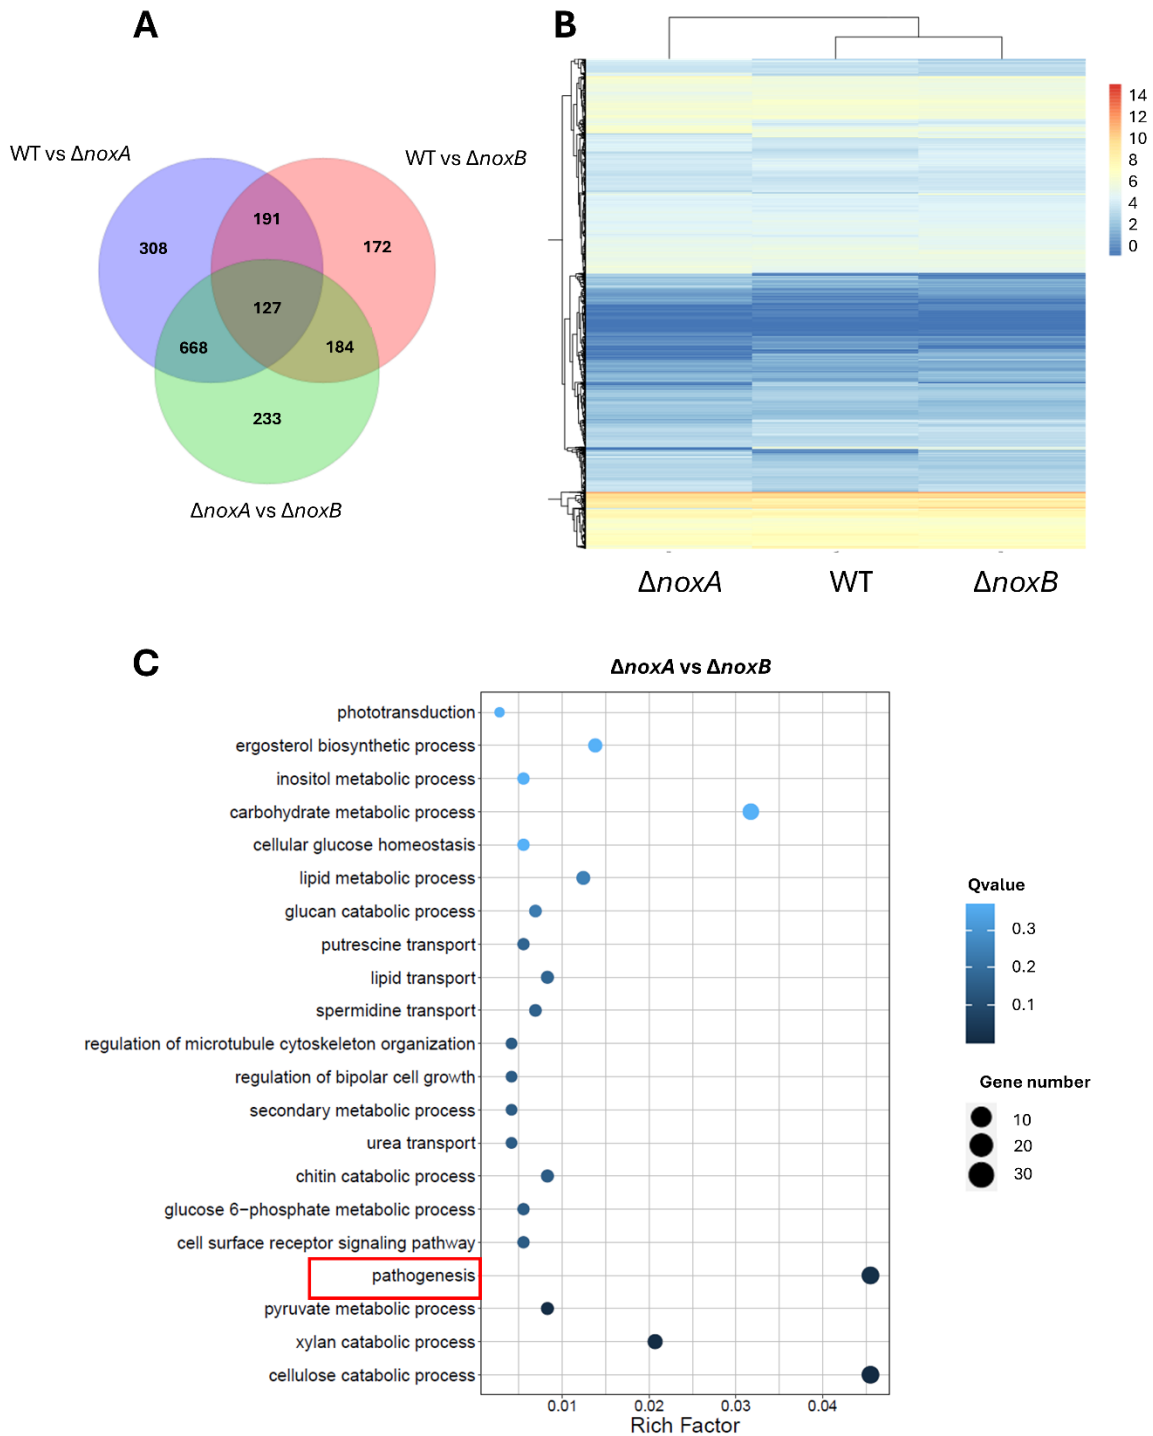 A
B
WT vs ΔnoxA
WT vs ΔnoxB
191
308
172
127
668
184
233
ΔnoxA vs ΔnoxB
14
12
10
8
6
4
2
0
ΔnoxA
WT
ΔnoxB
C
ΔnoxA vs ΔnoxB
phototransduction
ergosterol biosynthetic process
inositol metabolic process
carbohydrate metabolic process
cellular glucose homeostasis
lipid metabolic process
glucan catabolic process
putrescine transport
lipid transport
spermidine transport
regulation of microtubule cytoskeleton organization
regulation of bipolar cell growth
secondary metabolic process
urea transport
chitin catabolic process
glucose 6−phosphate metabolic process
cell surface receptor signaling pathway
pathogenesis
pyruvate metabolic process
xylan catabolic process
cellulose catabolic process
0.01
0.02
0.03
0.04
Rich Factor
Qvalue
0.3
0.2
0.1
Gene number
10
20
30